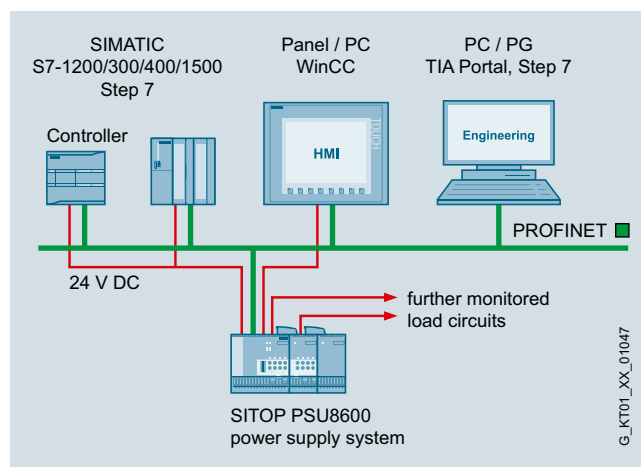 SIMATIC
S7-1200/300/400/1500
Step 7
Panel / PC
WinCC
PC / PG
TIA Portal, Step 7
Controller
HMI
TOUCH
Engineering
PROFINET
24 V DC
further monitored
load circuits
SITOP PSU8600
power supply system
G_KT01_XX_01047